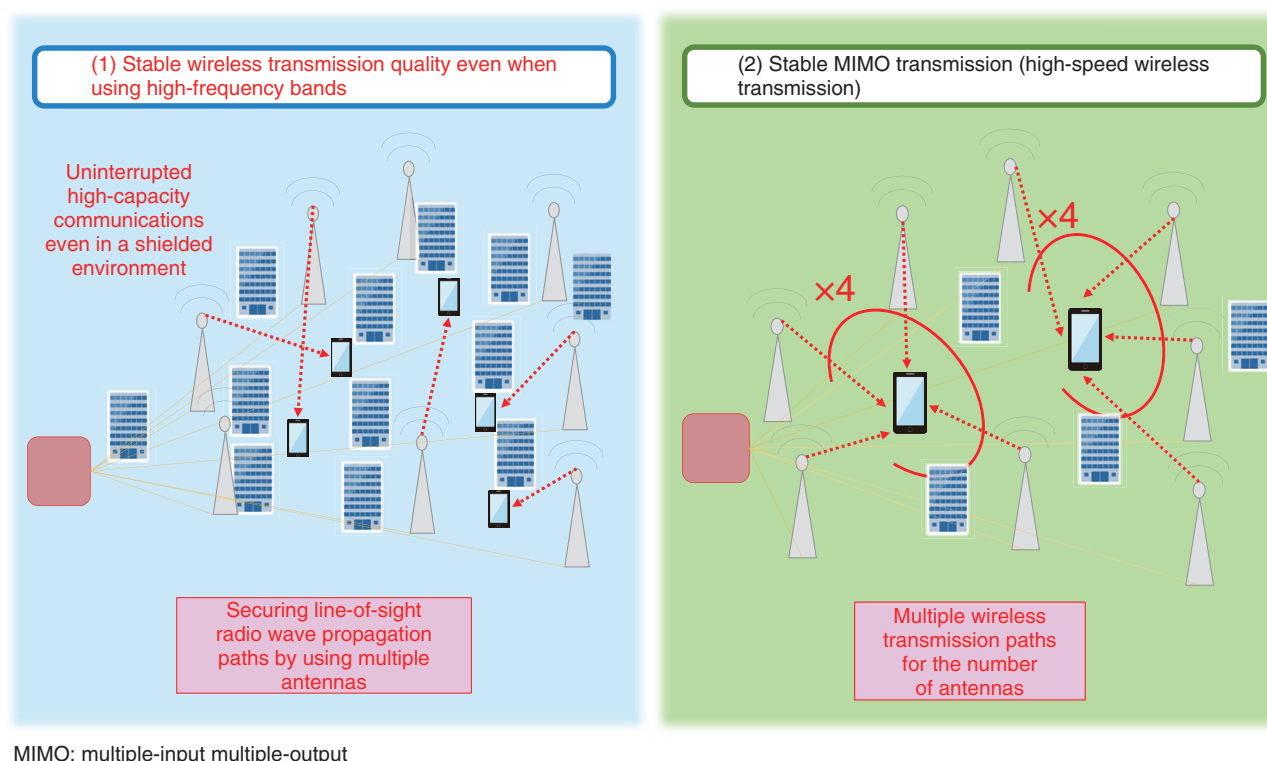 (1) Stable wireless transmission quality even when
using high-frequency bands
Uninterrupted
high-capacity
communications
even in a shielded
environment
Securing line-of-sight
radio wave propagation
paths by using multiple
antennas
(2) Stable MIMO transmission (high-speed wireless
transmission)
×4
×4
Multiple wireless
transmission paths
for the number
of antennas
MIMO: multiple-input multiple-output